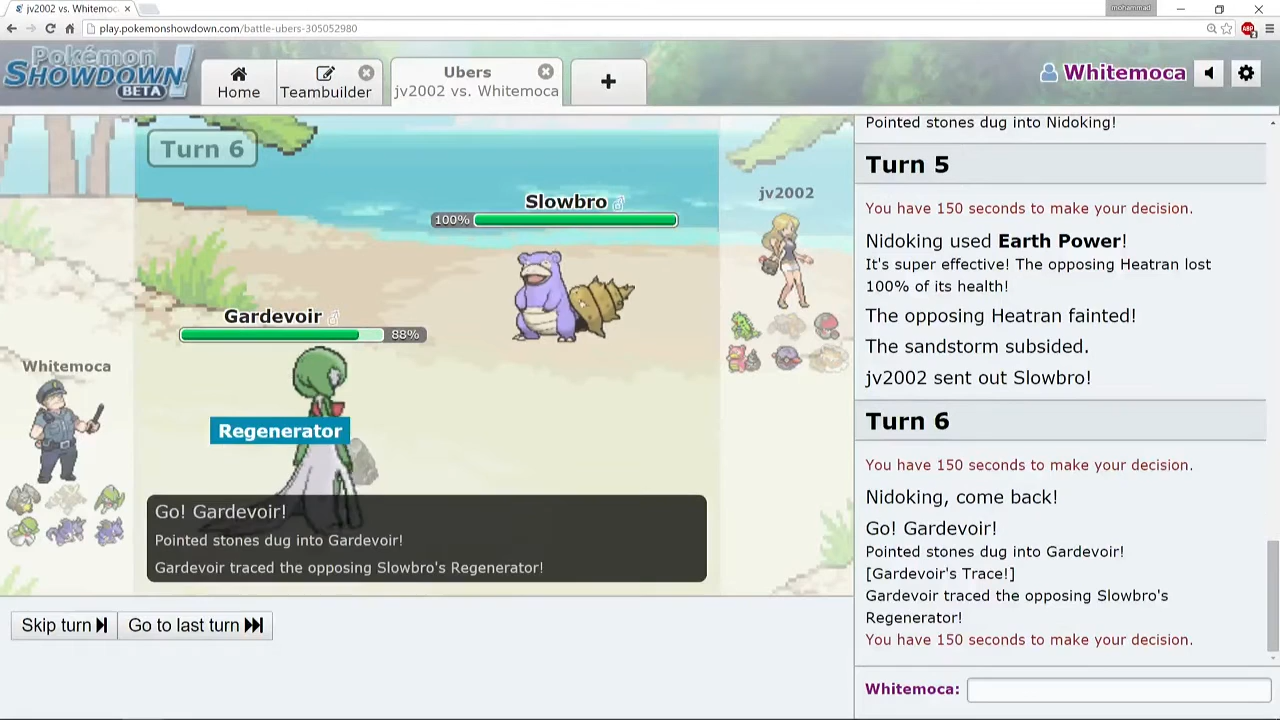 jv2002 vs. Whitemoc
mohammad
play.pokemonshowdown.com/battle-ubers-305052980
ABP
Pokémon
SHOWDOWN!
BETA
Home
Teambuilder
Ubers
jv2002 vs. Whitemoca
+
Whitemoca
Turn 6
Slowbro
100%
jv2002
Gardevoir
88%
Whitemoca
Regenerator
Go! Gardevoir!
Pointed stones dug into Gardevoir!
Gardevoir traced the opposing Slowbro's Regenerator!
Skip turn
Go to last turn
Pointed stones dug into Nidoking!
Turn 5
You have 150 seconds to make your decision.
Nidoking used Earth Power!
It's super effective! The opposing Heatran lost
100% of its health!
The opposing Heatran fainted!
The sandstorm subsided.
jv2002 sent out Slowbro!
Turn 6
You have 150 seconds to make your decision.
Nidoking, come back!
Go! Gardevoir!
Pointed stones dug into Gardevoir!
[Gardevoir's Trace!]
Gardevoir traced the opposing Slowbro's
Regenerator!
You have 150 seconds to make your decision.
Whitemoca: